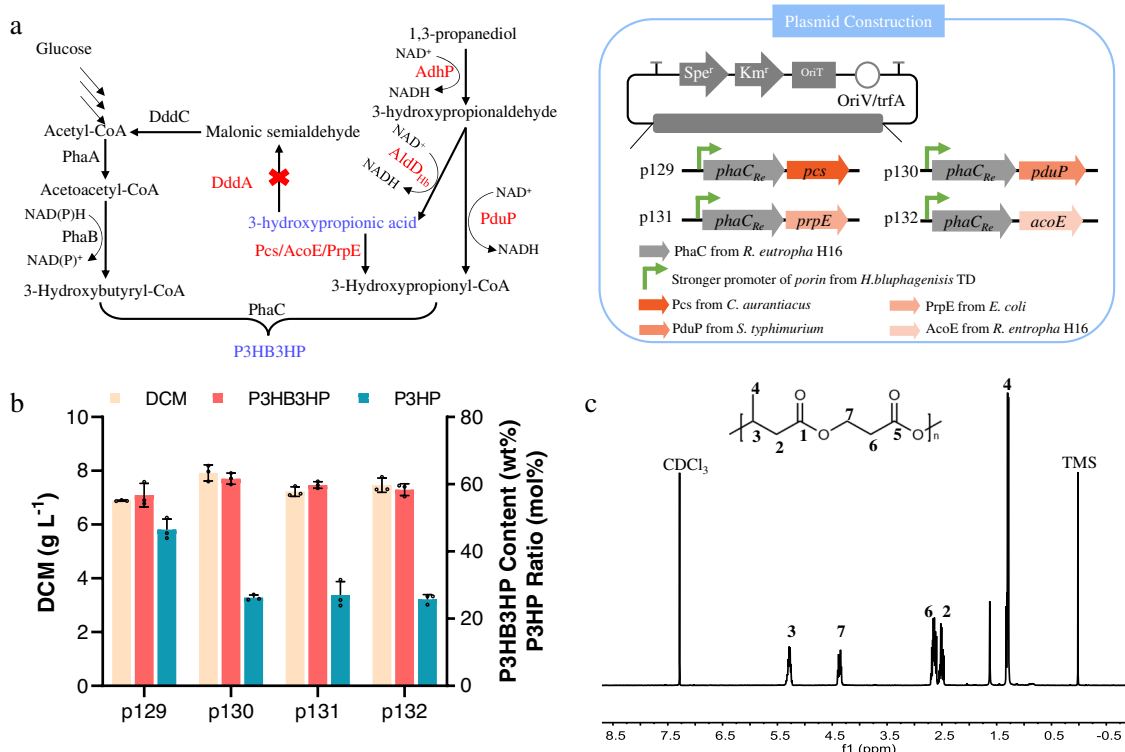 a
Glucose
Acetyl-CoA
DddC
Malonic semialdehyde
PhaA
Acetoacetyl-CoA
NAD(P)H
PhaB
NAD(P)⁺
3-Hydroxybutyryl-CoA
DddA
3-hydroxypropionic acid
Pcs/AcoE/PrpE
1,3-propanediol
NAD⁺
AdhP
NADH
3-hydroxypropionaldehyde
NAD⁺
AldD_Hb
NADH
NAD⁺
PduP
NADH
3-Hydroxypropionyl-CoA
PhaC
P3HB3HP
Plasmid Construction
Speʳ
Kmʳ
OriT
OriV/trfA
p129
phaC_Re
pcs
p130
phaC_Re
pduP
p131
phaC_Re
prpE
p132
phaC_Re
acoE
PhaC from R. eutropha H16
Stronger promoter of porin from H.bluphagenisis TD
Pcs from C. aurantiacus
PrpE from E. coli
PduP from S. typhimurium
AcoE from R. entropha H16
b
DCM
P3HB3HP
P3HP
DCM (g L⁻¹)
10
8
6
4
2
0
80
60
40
20
0
P3HB3HP Content (wt%)
P3HP Ratio (mol%)
p129
p130
p131
p132
c
4
O
O
7
3
2
1
O
6
5
O
n
4
CDCl₃
TMS
3
7
6
2
8.5
7.5
6.5
5.5
4.5
3.5
2.5
1.5
0.5
-0.5
f1 (ppm)